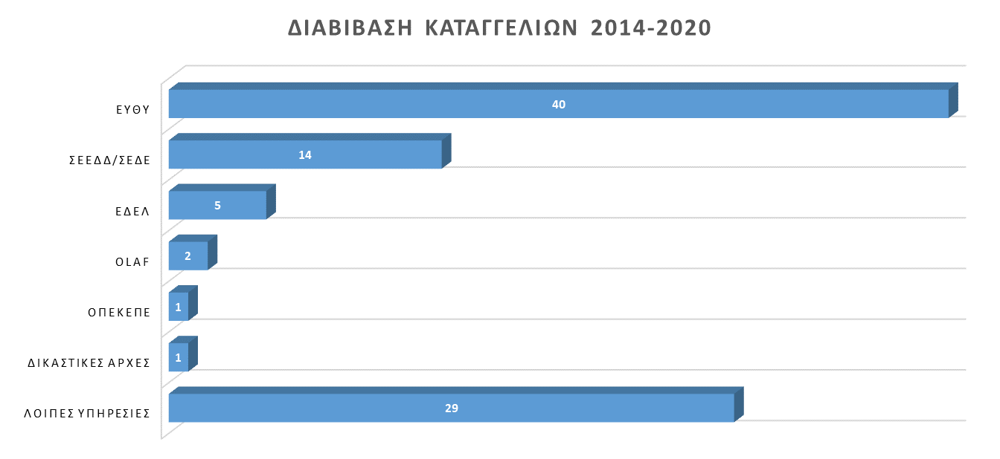 ΔΙΑΒΙΒΑΣΗ ΚΑΤΑΓΓΕΛΙΩΝ 2014-2020
ΕΥΘΥ 40
ΣΕΕΔΔ/ΣΕΔΕ 14
ΕΔΕΛ 5
OLAF 2
ΟΠΕΚΕΠΕ 1
ΔΙΚΑΣΤΙΚΕΣ ΑΡΧΕΣ 1
ΛΟΙΠΕΣ ΥΠΗΡΕΣΙΕΣ 29